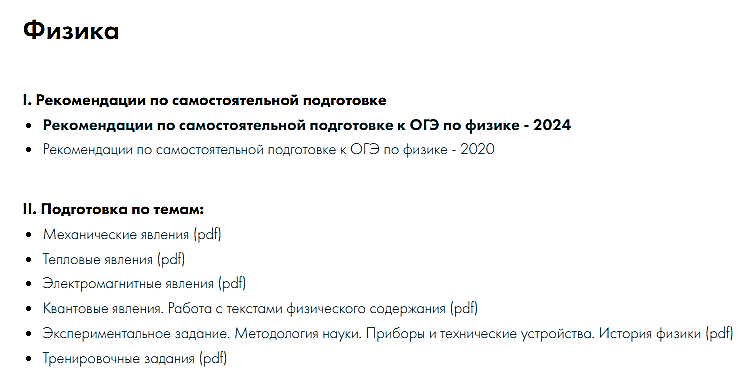 Физика
I. Рекомендации по самостоятельной подготовке
• Рекомендации по самостоятельной подготовке к ОГЭ по физике - 2024
• Рекомендации по самостоятельной подготовке к ОГЭ по физике - 2020
II. Подготовка по темам:
• Механические явления (pdf)
• Тепловые явления (pdf)
• Электромагнитные явления (pdf)
• Квантовые явления. Работа с текстами физического содержания (pdf)
• Экспериментальное задание. Методология науки. Приборы и технические устройства. История физики (pdf)
• Тренировочные задания (pdf)